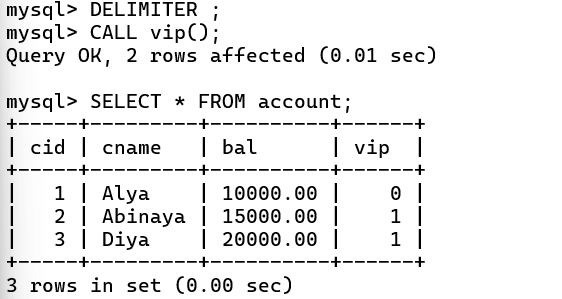 mysql> DELIMITER ;
mysql> CALL vip();
Query OK, 2 rows affected (0.01 sec)

mysql> SELECT * FROM account;
+-----+---------+----------+------+
| cid | cname   | bal      | vip  |
+-----+---------+----------+------+
|   1 | Alya    | 10000.00 |    0 |
|   2 | Abinaya | 15000.00 |    1 |
|   3 | Diya    | 20000.00 |    1 |
+-----+---------+----------+------+
3 rows in set (0.00 sec)